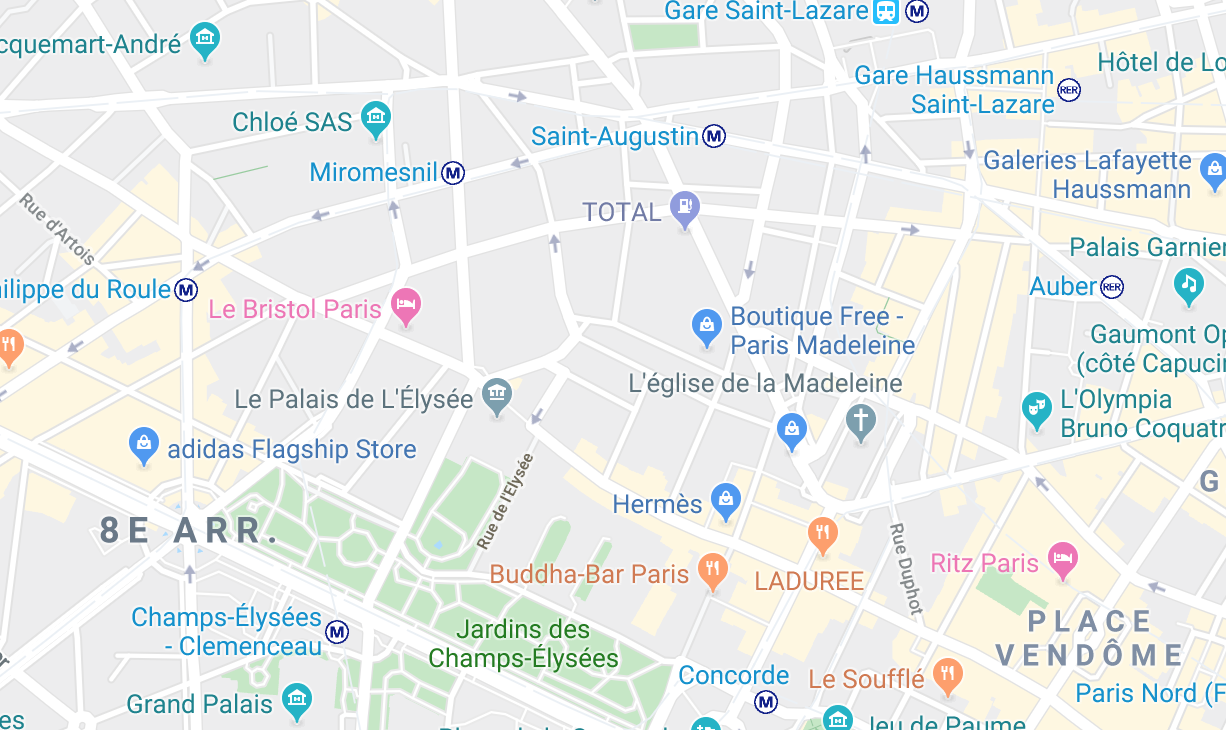 Gare Saint-Lazare
M
cquemart-André
Hôtel de Lo
Gare Haussmann
Saint-Lazare
RER
Chloé SAS
Saint-Augustin
M
Miromesnil
M
Galeries Lafayette
Haussmann
TOTAL
Rue d'Artois
Palais Garnier
ilippe du Roule
M
Auber
RER
Le Bristol Paris
Boutique Free -
Paris Madeleine
Gaumont Op
(côté Capucin
L'église de la Madeleine
Le Palais de L'Élysée
L'Olympia
Bruno Coquatr
adidas Flagship Store
G
Rue de l'Elysée
Hermès
8E ARR.
Rue Duphot
Ritz Paris
Buddha-Bar Paris
LADUREE
Champs-Élysées
- Clemenceau
M
Jardins des
Champs-Élysées
PLACE
VENDÔME
Concorde
M
Le Soufflé
Paris Nord (F
Grand Palais
es
Jeu de Paume